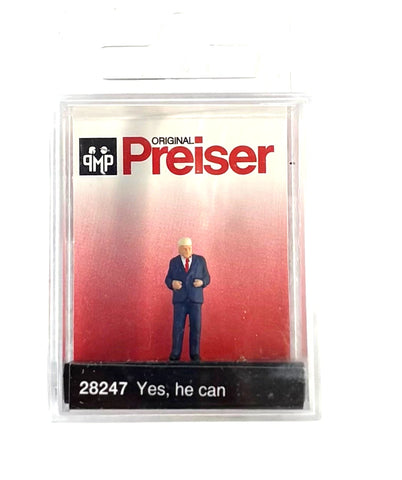 ORIGINAL
PMP Preiser
28247 Yes, he can